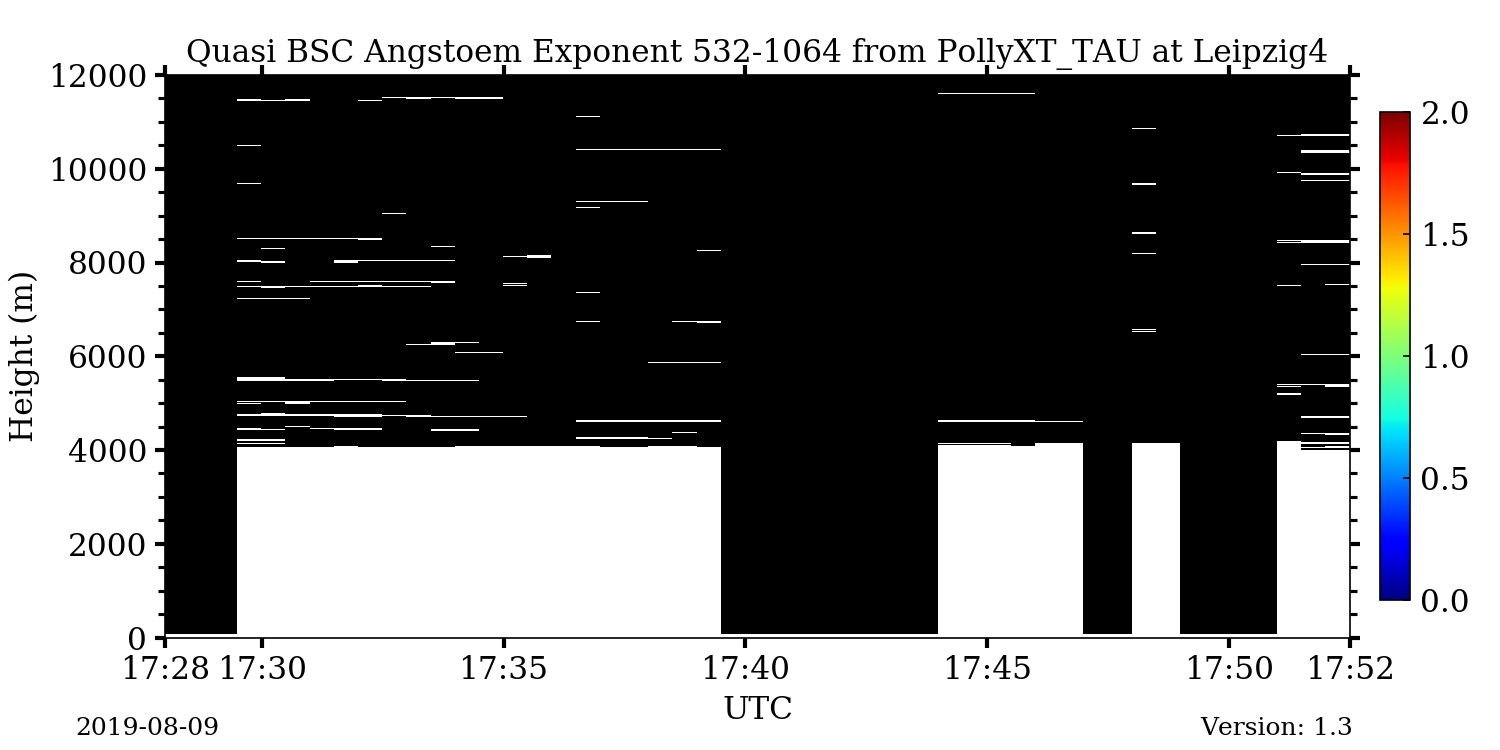 Quasi BSC Angstoem Exponent 532-1064 from PollyXT_TAU at Leipzig4
12000
10000
8000
6000
4000
2000
0
Height (m)
2.0
1.5
1.0
0.5
0.0
17:28 17:30 17:35 17:40 17:45 17:50 17:52
UTC
2019-08-09 Version: 1.3